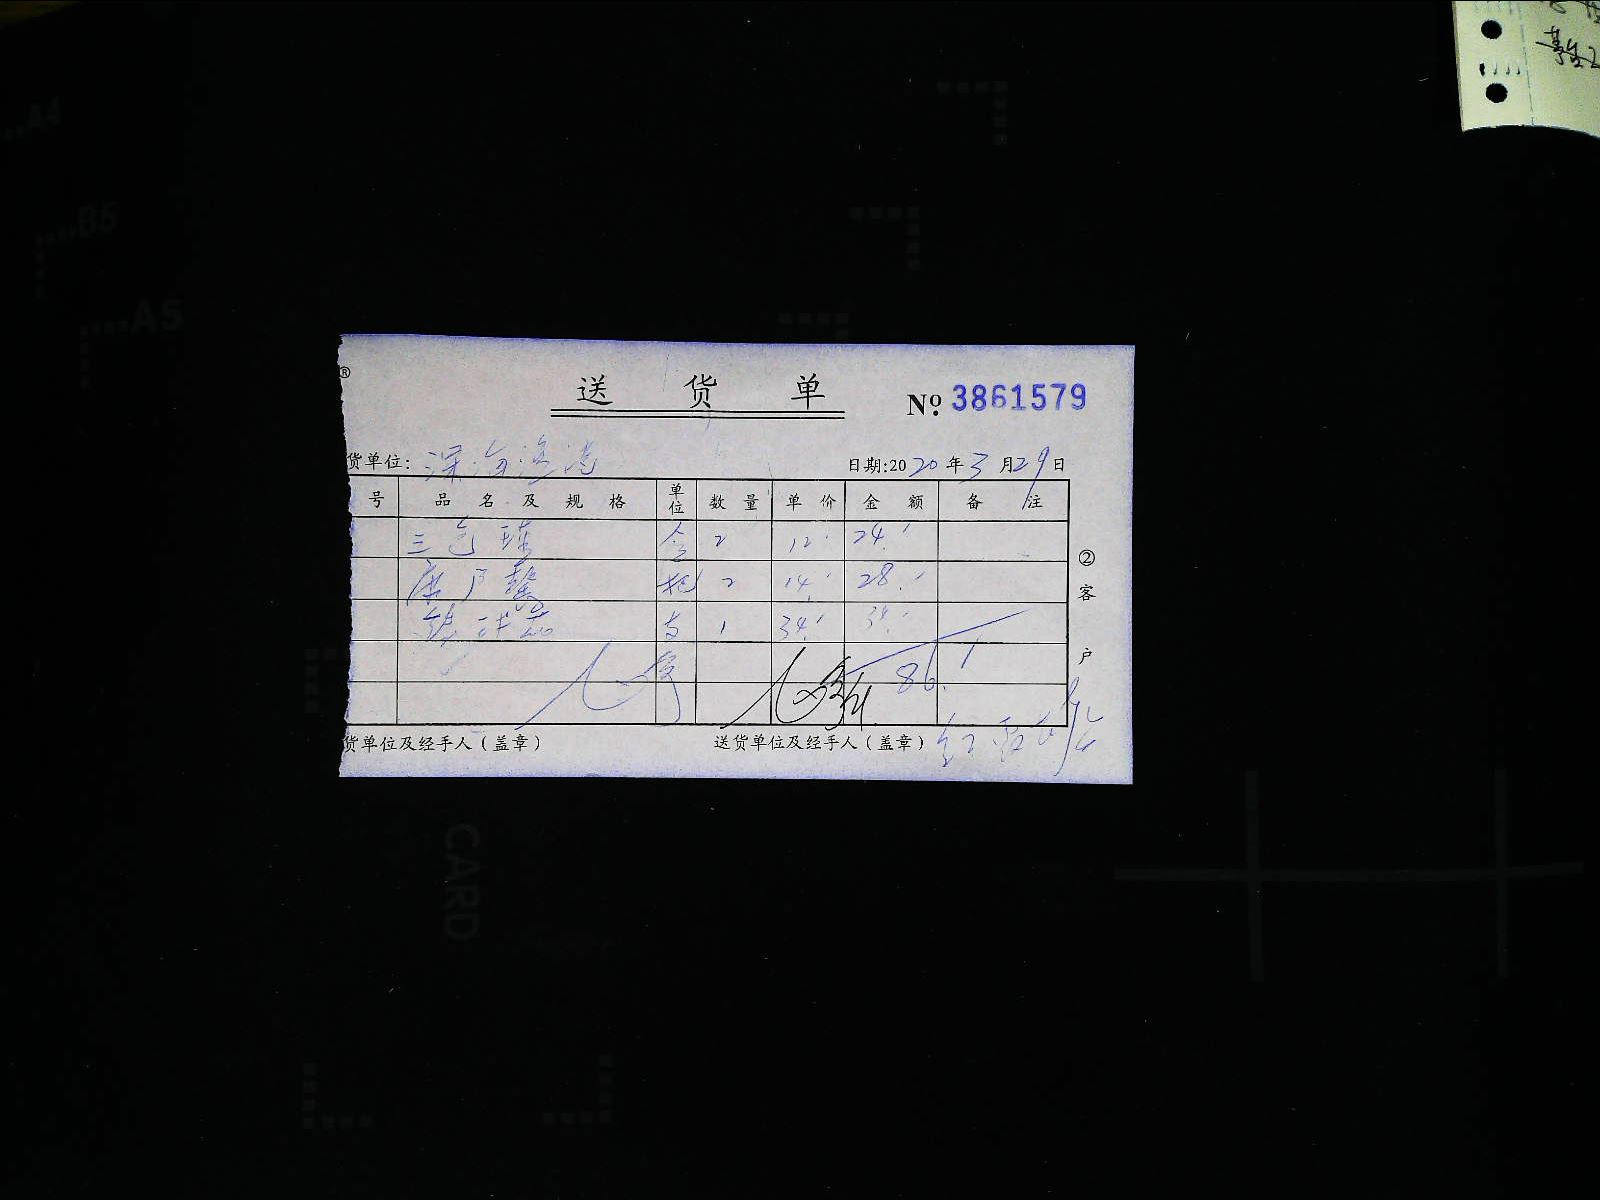 A4
B5
A5
®
送货单
№ 3861579
货单位: 深海渔港 日期:2020年3月29日
号 品名及规格 单位 数量 单价 金额 备注
三色球 个 2 12 24
把 2 14 28
支 1 34 34
86
②客户
货单位及经手人（盖章） 送货单位及经手人（盖章）
CARD